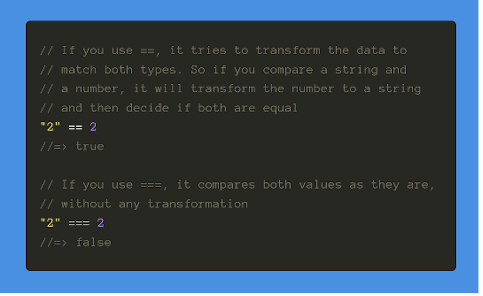 // If you use ==, it tries to transform the data to
// match both types. So if you compare a string and
// a number, it will transform the number to a string
// and then decide if both are equal
"2" == 2
//=> true
// If you use ===, it compares both values as they are,
// without any transformation
"2" === 2
//=> false